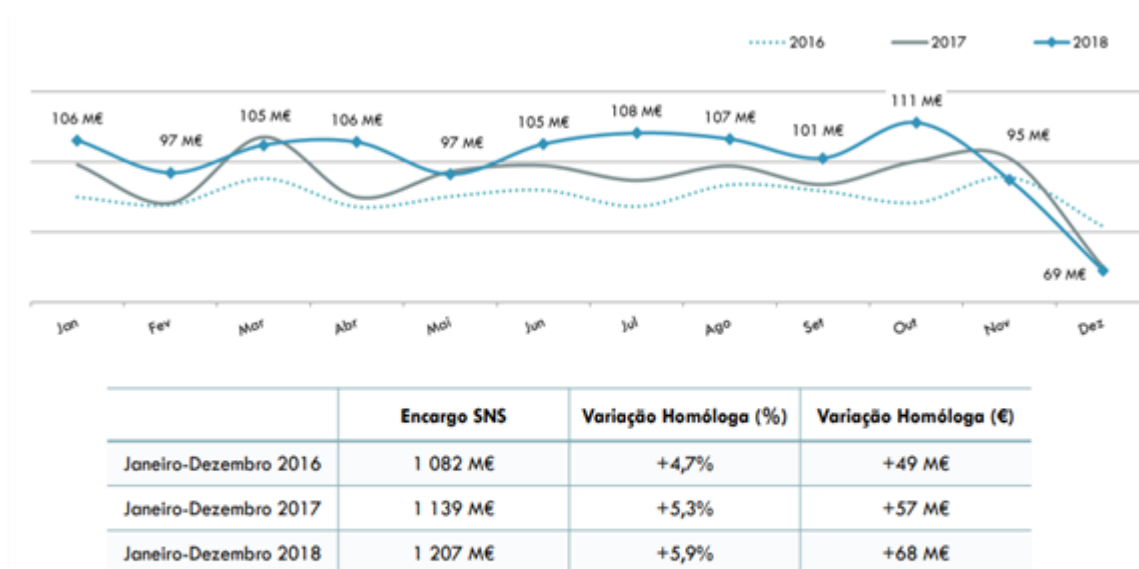 2016 2017 2018
111 M€
108 M€
106 M€ 105 M€ 106 M€ 105 M€ 107 M€
97 M€ 97 M€ 101 M€ 95 M€
69 M€
Jan Fev Mar Abr Mai Jun Jul Ago Set Out Nov Dez
Encargo SNS Variação Homóloga (%) Variação Homóloga (€)
Janeiro-Dezembro 2016 1 082 M€ +4,7% +49 M€
Janeiro-Dezembro 2017 1 139 M€ +5,3% +57 M€
Janeiro-Dezembro 2018 1 207 M€ +5,9% +68 M€